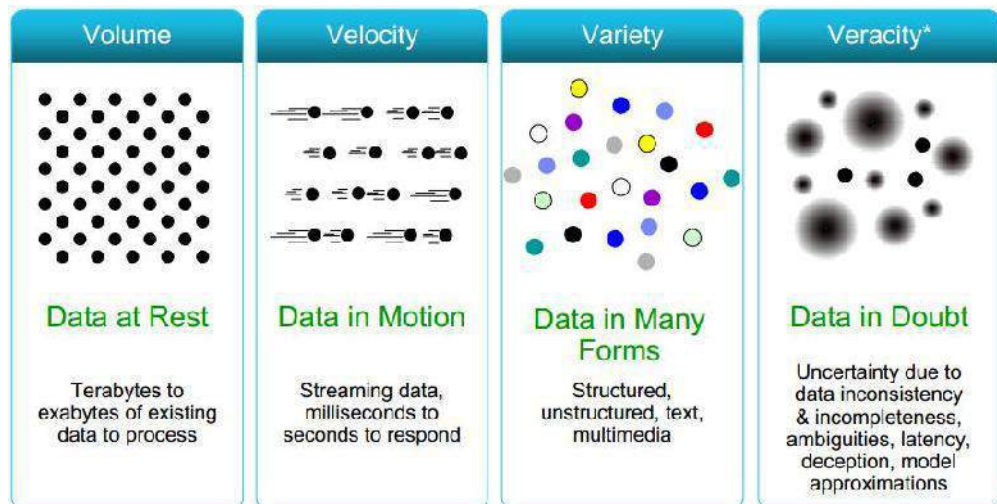 Volume
Data at Rest
Terabytes to
exabytes of existing
data to process
Velocity
Data in Motion
Streaming data,
milliseconds to
seconds to respond
Variety
Data in Many
Forms
Structured,
unstructured, text,
multimedia
Veracity*
Data in Doubt
Uncertainty due to
data inconsistency
& incompleteness,
ambiguities, latency,
deception, model
approximations